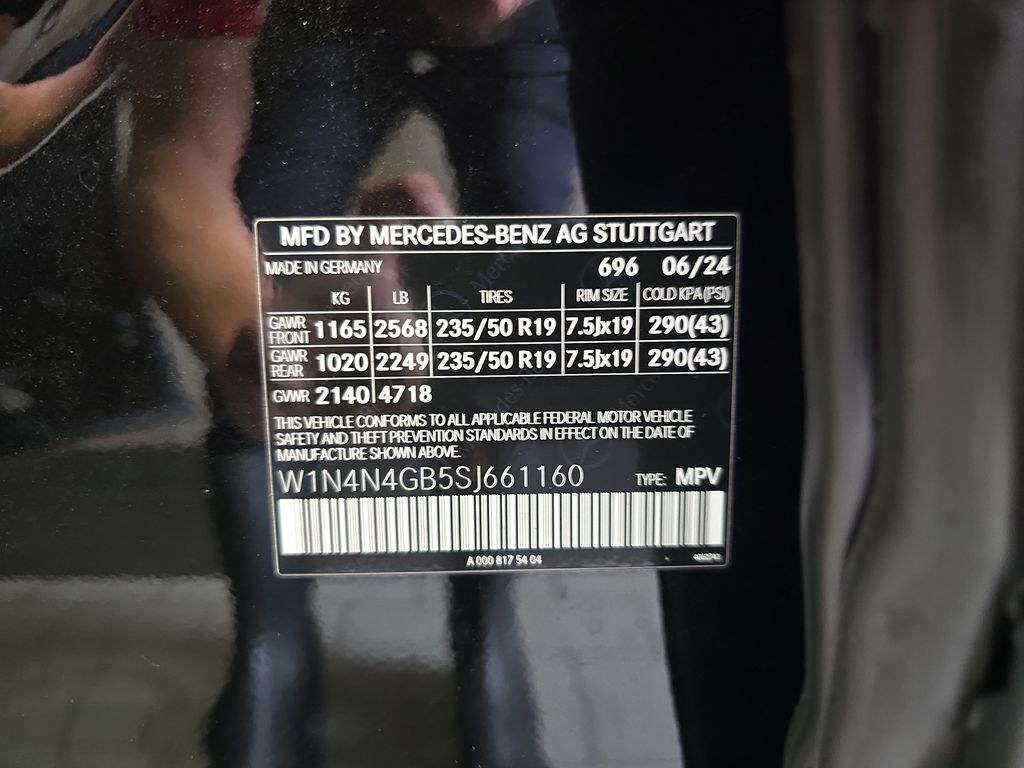 MFD BY MERCEDES-BENZ AG STUTTGART
MADE IN GERMANY 696 06/24
KG LB TIRES RIM SIZE COLD KPA (PSI)
GAWR FRONT 1165 2568 235/50 R19 7.5Jx19 290(43)
GAWR REAR 1020 2249 235/50 R19 7.5Jx19 290(43)
GVWR 2140 4718
THIS VEHICLE CONFORMS TO ALL APPLICABLE FEDERAL MOTOR VEHICLE
SAFETY AND THEFT PREVENTION STANDARDS IN EFFECT ON THE DATE OF
MANUFACTURE SHOWN ABOVE.
W1N4N4GB5SJ661160 TYPE: MPV
A 000 817 54 04